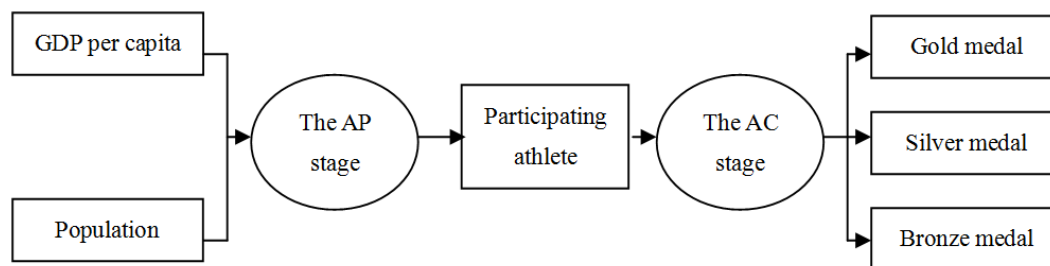 GDP per capita
Population
The AP
stage
Participating
athlete
The AC
stage
Gold medal
Silver medal
Bronze medal